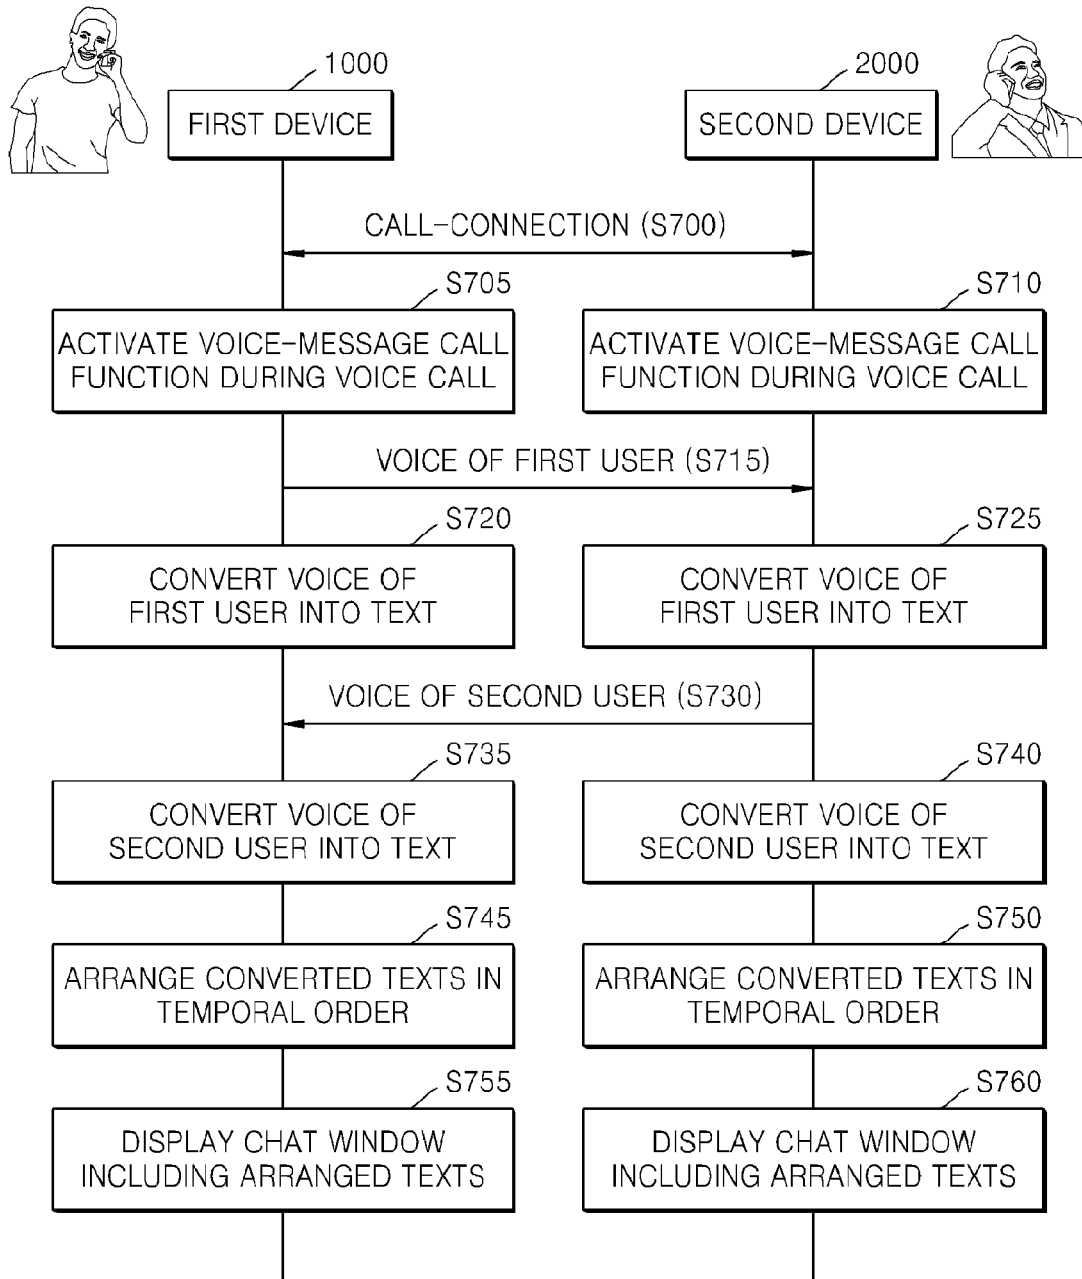 1000
2000
FIRST DEVICE
SECOND DEVICE
CALL-CONNECTION (S700)
S705
S710
ACTIVATE VOICE-MESSAGE CALL
FUNCTION DURING VOICE CALL
ACTIVATE VOICE-MESSAGE CALL
FUNCTION DURING VOICE CALL
VOICE OF FIRST USER (S715)
S720
S725
CONVERT VOICE OF
FIRST USER INTO TEXT
CONVERT VOICE OF
FIRST USER INTO TEXT
VOICE OF SECOND USER (S730)
S735
S740
CONVERT VOICE OF
SECOND USER INTO TEXT
CONVERT VOICE OF
SECOND USER INTO TEXT
S745
S750
ARRANGE CONVERTED TEXTS IN
TEMPORAL ORDER
ARRANGE CONVERTED TEXTS IN
TEMPORAL ORDER
S755
S760
DISPLAY CHAT WINDOW
INCLUDING ARRANGED TEXTS
DISPLAY CHAT WINDOW
INCLUDING ARRANGED TEXTS